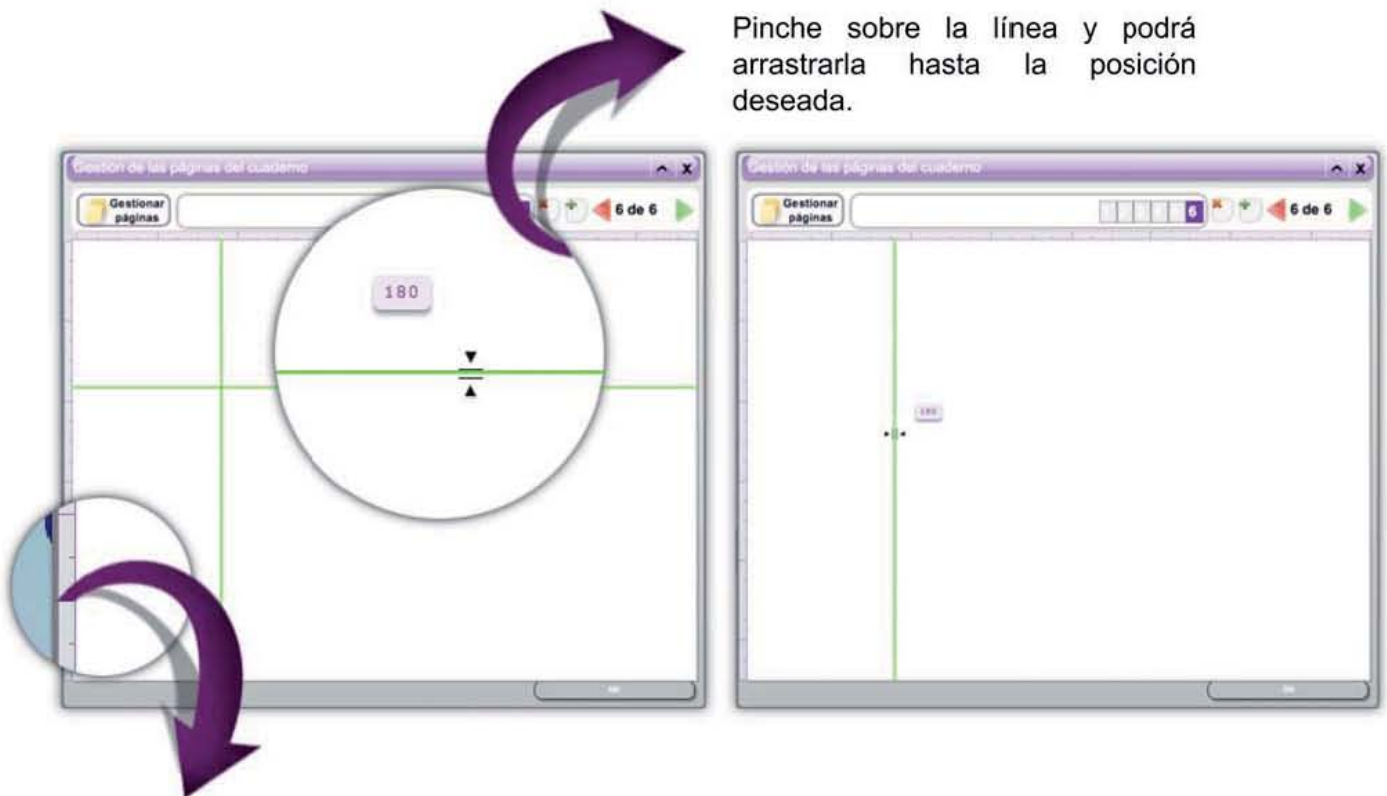 Pinche sobre la línea y podrá
arrastrarla hasta la posición
deseada.
Gestión de las páginas del cuaderno
Gestionar
páginas
6 de 6
180
Gestión de las páginas del cuaderno
Gestionar
páginas
6
6 de 6
180